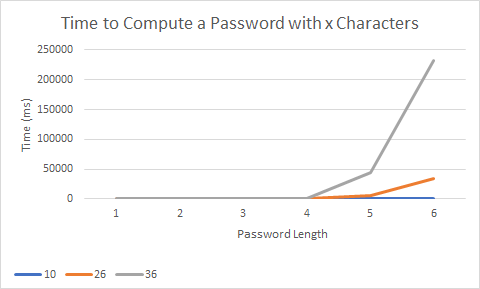 Time to Compute a Password with x Characters
250000
200000
150000
100000
50000
0
Time (ms)
1 2 3 4 5 6
Password Length
10 26 36